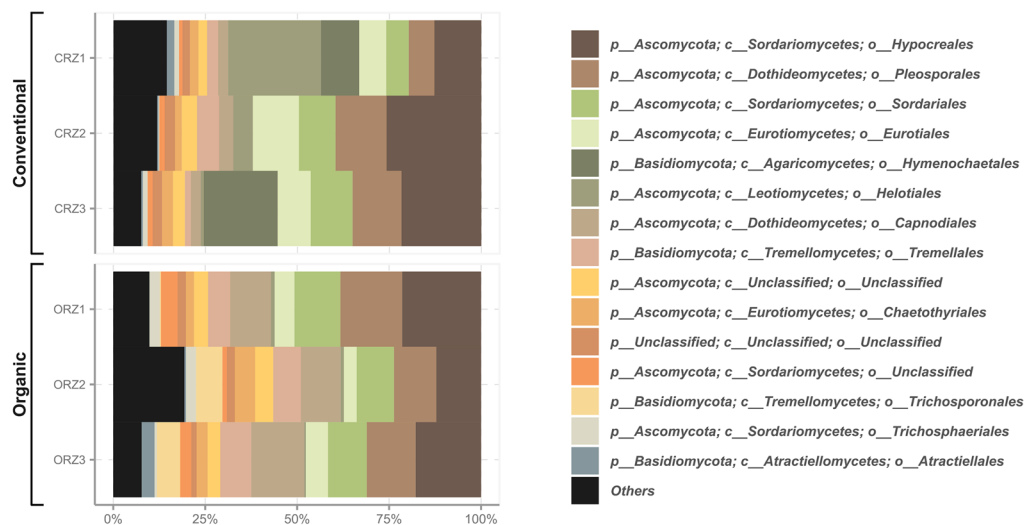 Conventional
CRZ1
CRZ2
CRZ3
Organic
ORZ1
ORZ2
ORZ3
0%
25%
50%
75%
100%
p__Ascomycota; c__Sordariomycetes; o__Hypocreales
p__Ascomycota; c__Dothideomycetes; o__Pleosporales
p__Ascomycota; c__Sordariomycetes; o__Sordariales
p__Ascomycota; c__Eurotiomycetes; o__Eurotiales
p__Basidiomycota; c__Agaricomycetes; o__Hymenochaetales
p__Ascomycota; c__Leotiomycetes; o__Helotiales
p__Ascomycota; c__Dothideomycetes; o__Capnodiales
p__Basidiomycota; c__Tremellomycetes; o__Tremellales
p__Ascomycota; c__Unclassified; o__Unclassified
p__Ascomycota; c__Eurotiomycetes; o__Chaetothyriales
p__Unclassified; c__Unclassified; o__Unclassified
p__Ascomycota; c__Sordariomycetes; o__Unclassified
p__Basidiomycota; c__Tremellomycetes; o__Trichosporonales
p__Ascomycota; c__Sordariomycetes; o__Trichosphaeriales
p__Basidiomycota; c__Atractiellomycetes; o__Atractiellales
Others